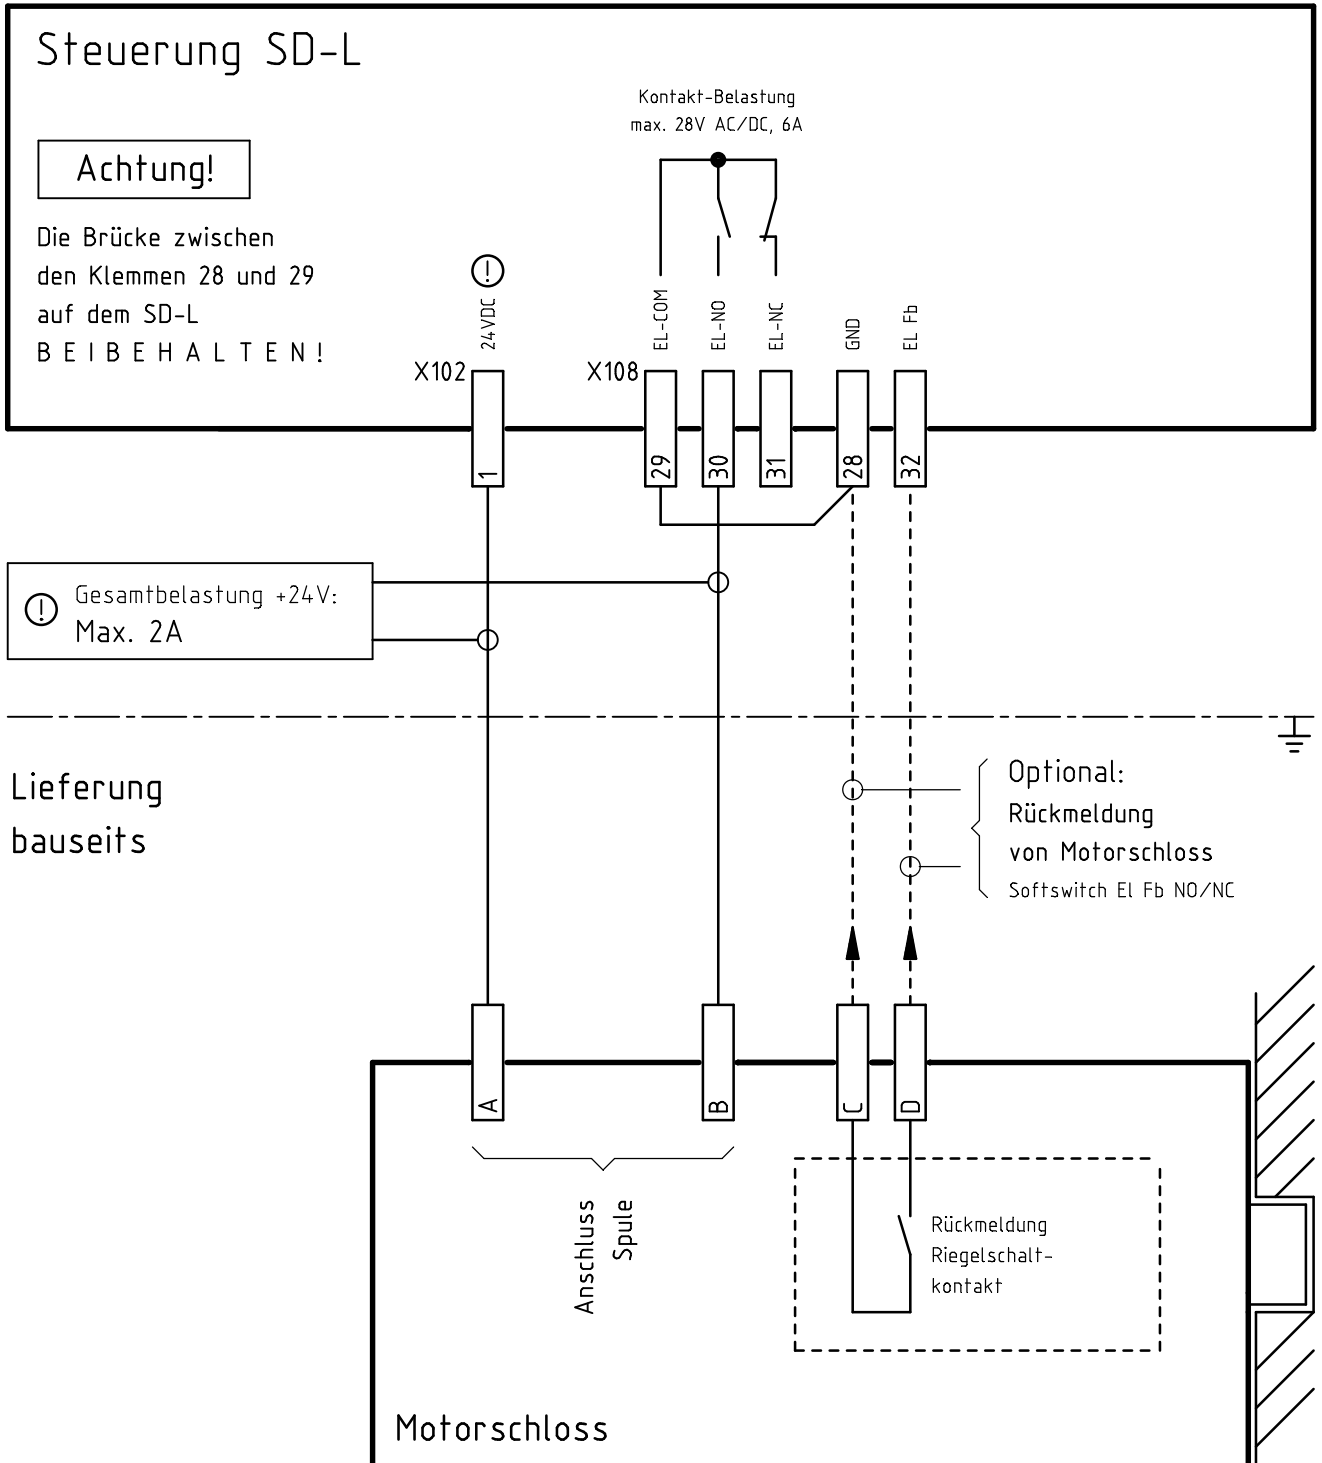 Steuerung SD-L
Kontakt-Belastung
max. 28V AC/DC, 6A
Achtung!
Die Brücke zwischen
den Klemmen 28 und 29
auf dem SD-L
BEIBEHALTEN!
!
24VDC
EL-COM
EL-NO
EL-NC
GND
EL Fb
X102
X108
1
29
30
31
28
32
! Gesamtbelastung +24V:
Max. 2A
Lieferung
bauseits
Optional:
Rückmeldung
von Motorschloss
Softswitch El Fb NO/NC
A
B
C
D
Anschluss
Spule
Rückmeldung
Riegelschalt-
kontakt
Motorschloss